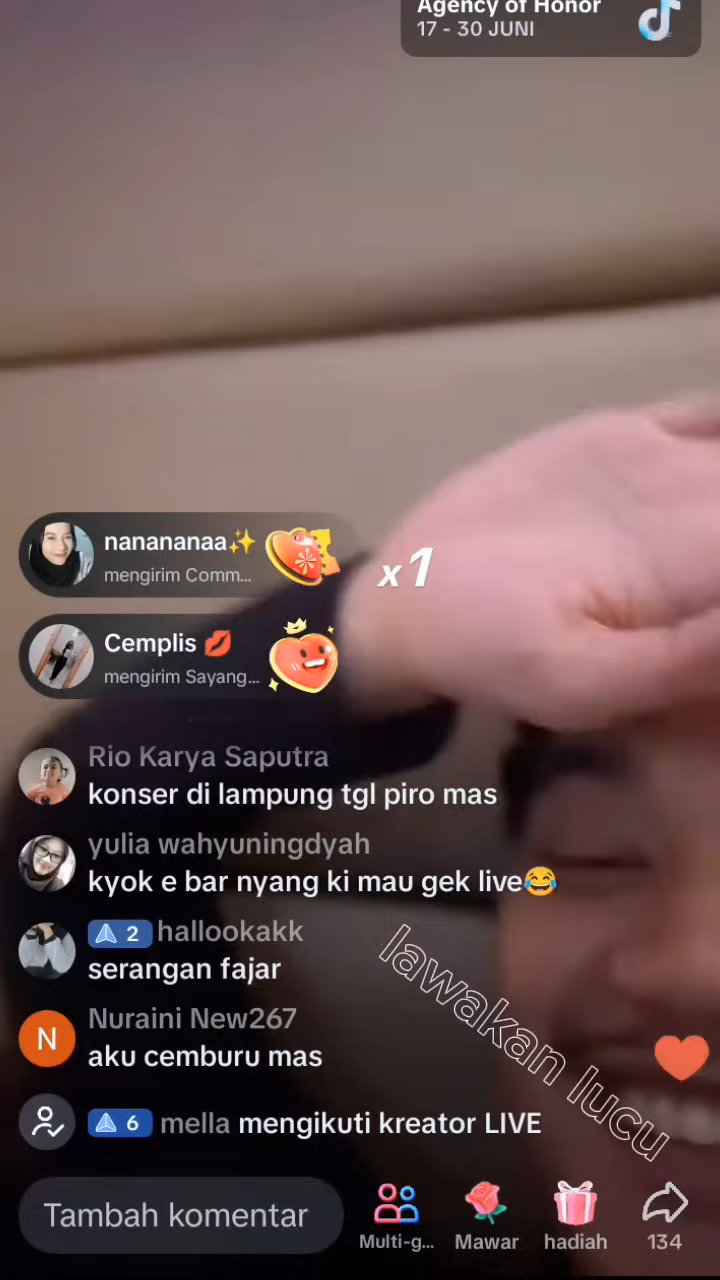 Agency of Honor
17 - 30 JUNI
nanananaa✨
mengirim Comm...
x1
Cemplis 💋
mengirim Sayang...
Rio Karya Saputra
konser di lampung tgl piro mas
yulia wahyuningdyah
kyok e bar nyang ki mau gek live😂
2 hallookakk
serangan fajar
N
Nuraini New267
aku cemburu mas
6 mella mengikuti kreator LIVE
lawakan lucu
Tambah komentar
Multi-g...
Mawar
hadiah
134